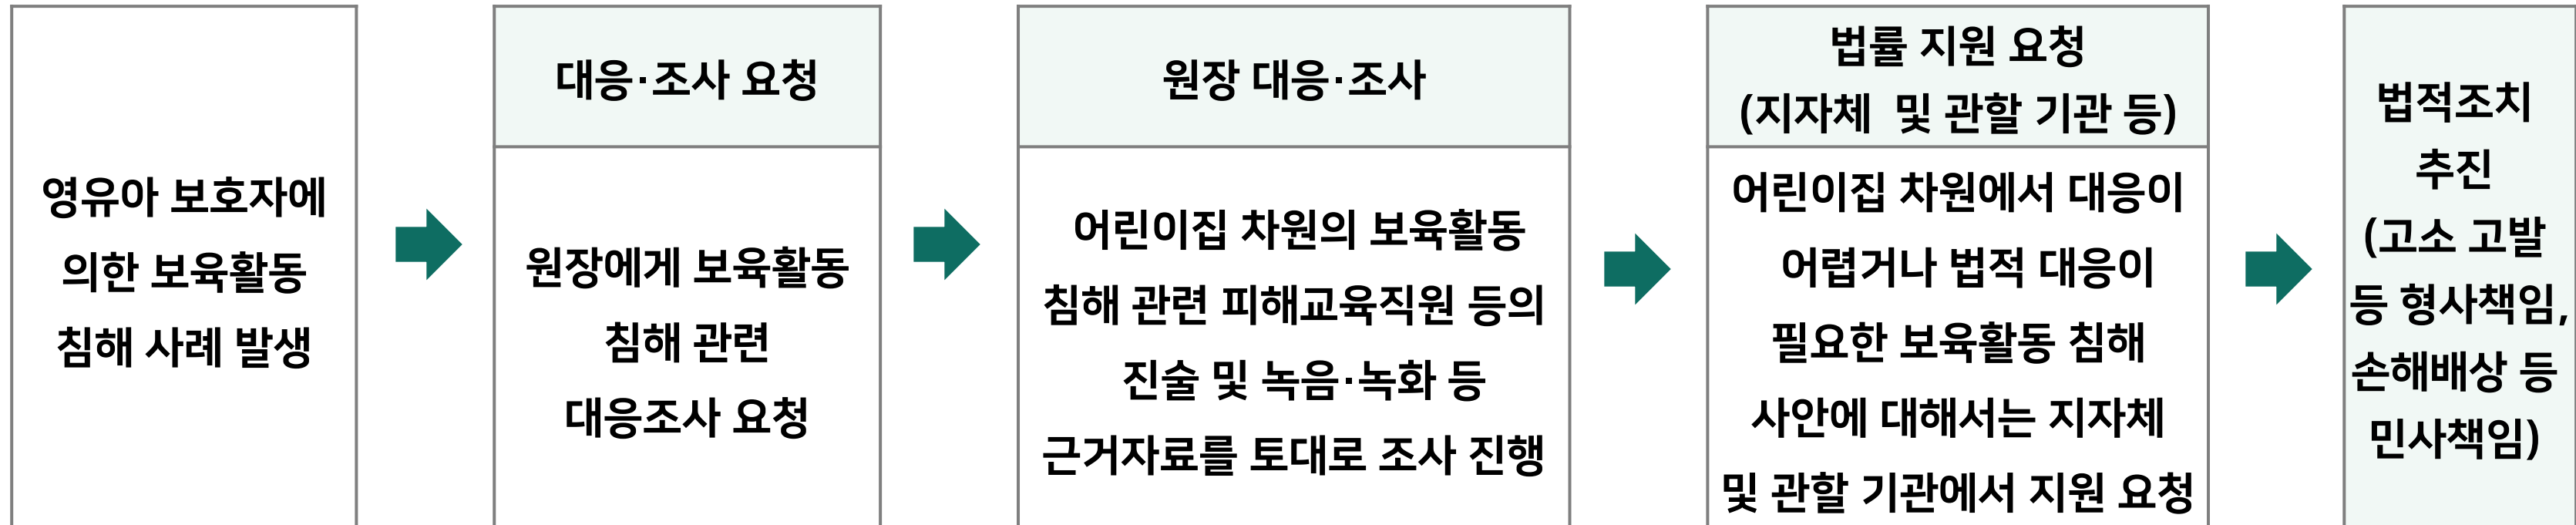 영유아 보호자에
의한 보육활동
침해 사례 발생
대응·조사 요청
원장에게 보육활동
침해 관련
대응조사 요청
원장 대응·조사
어린이집 차원의 보육활동
침해 관련 피해교육직원 등의
진술 및 녹음·녹화 등
근거자료를 토대로 조사 진행
법률 지원 요청
(지자체 및 관할 기관 등)
어린이집 차원에서 대응이
어렵거나 법적 대응이
필요한 보육활동 침해
사안에 대해서는 지자체
및 관할 기관에서 지원 요청
법적조치
추진
(고소 고발
등 형사책임,
손해배상 등
민사책임)